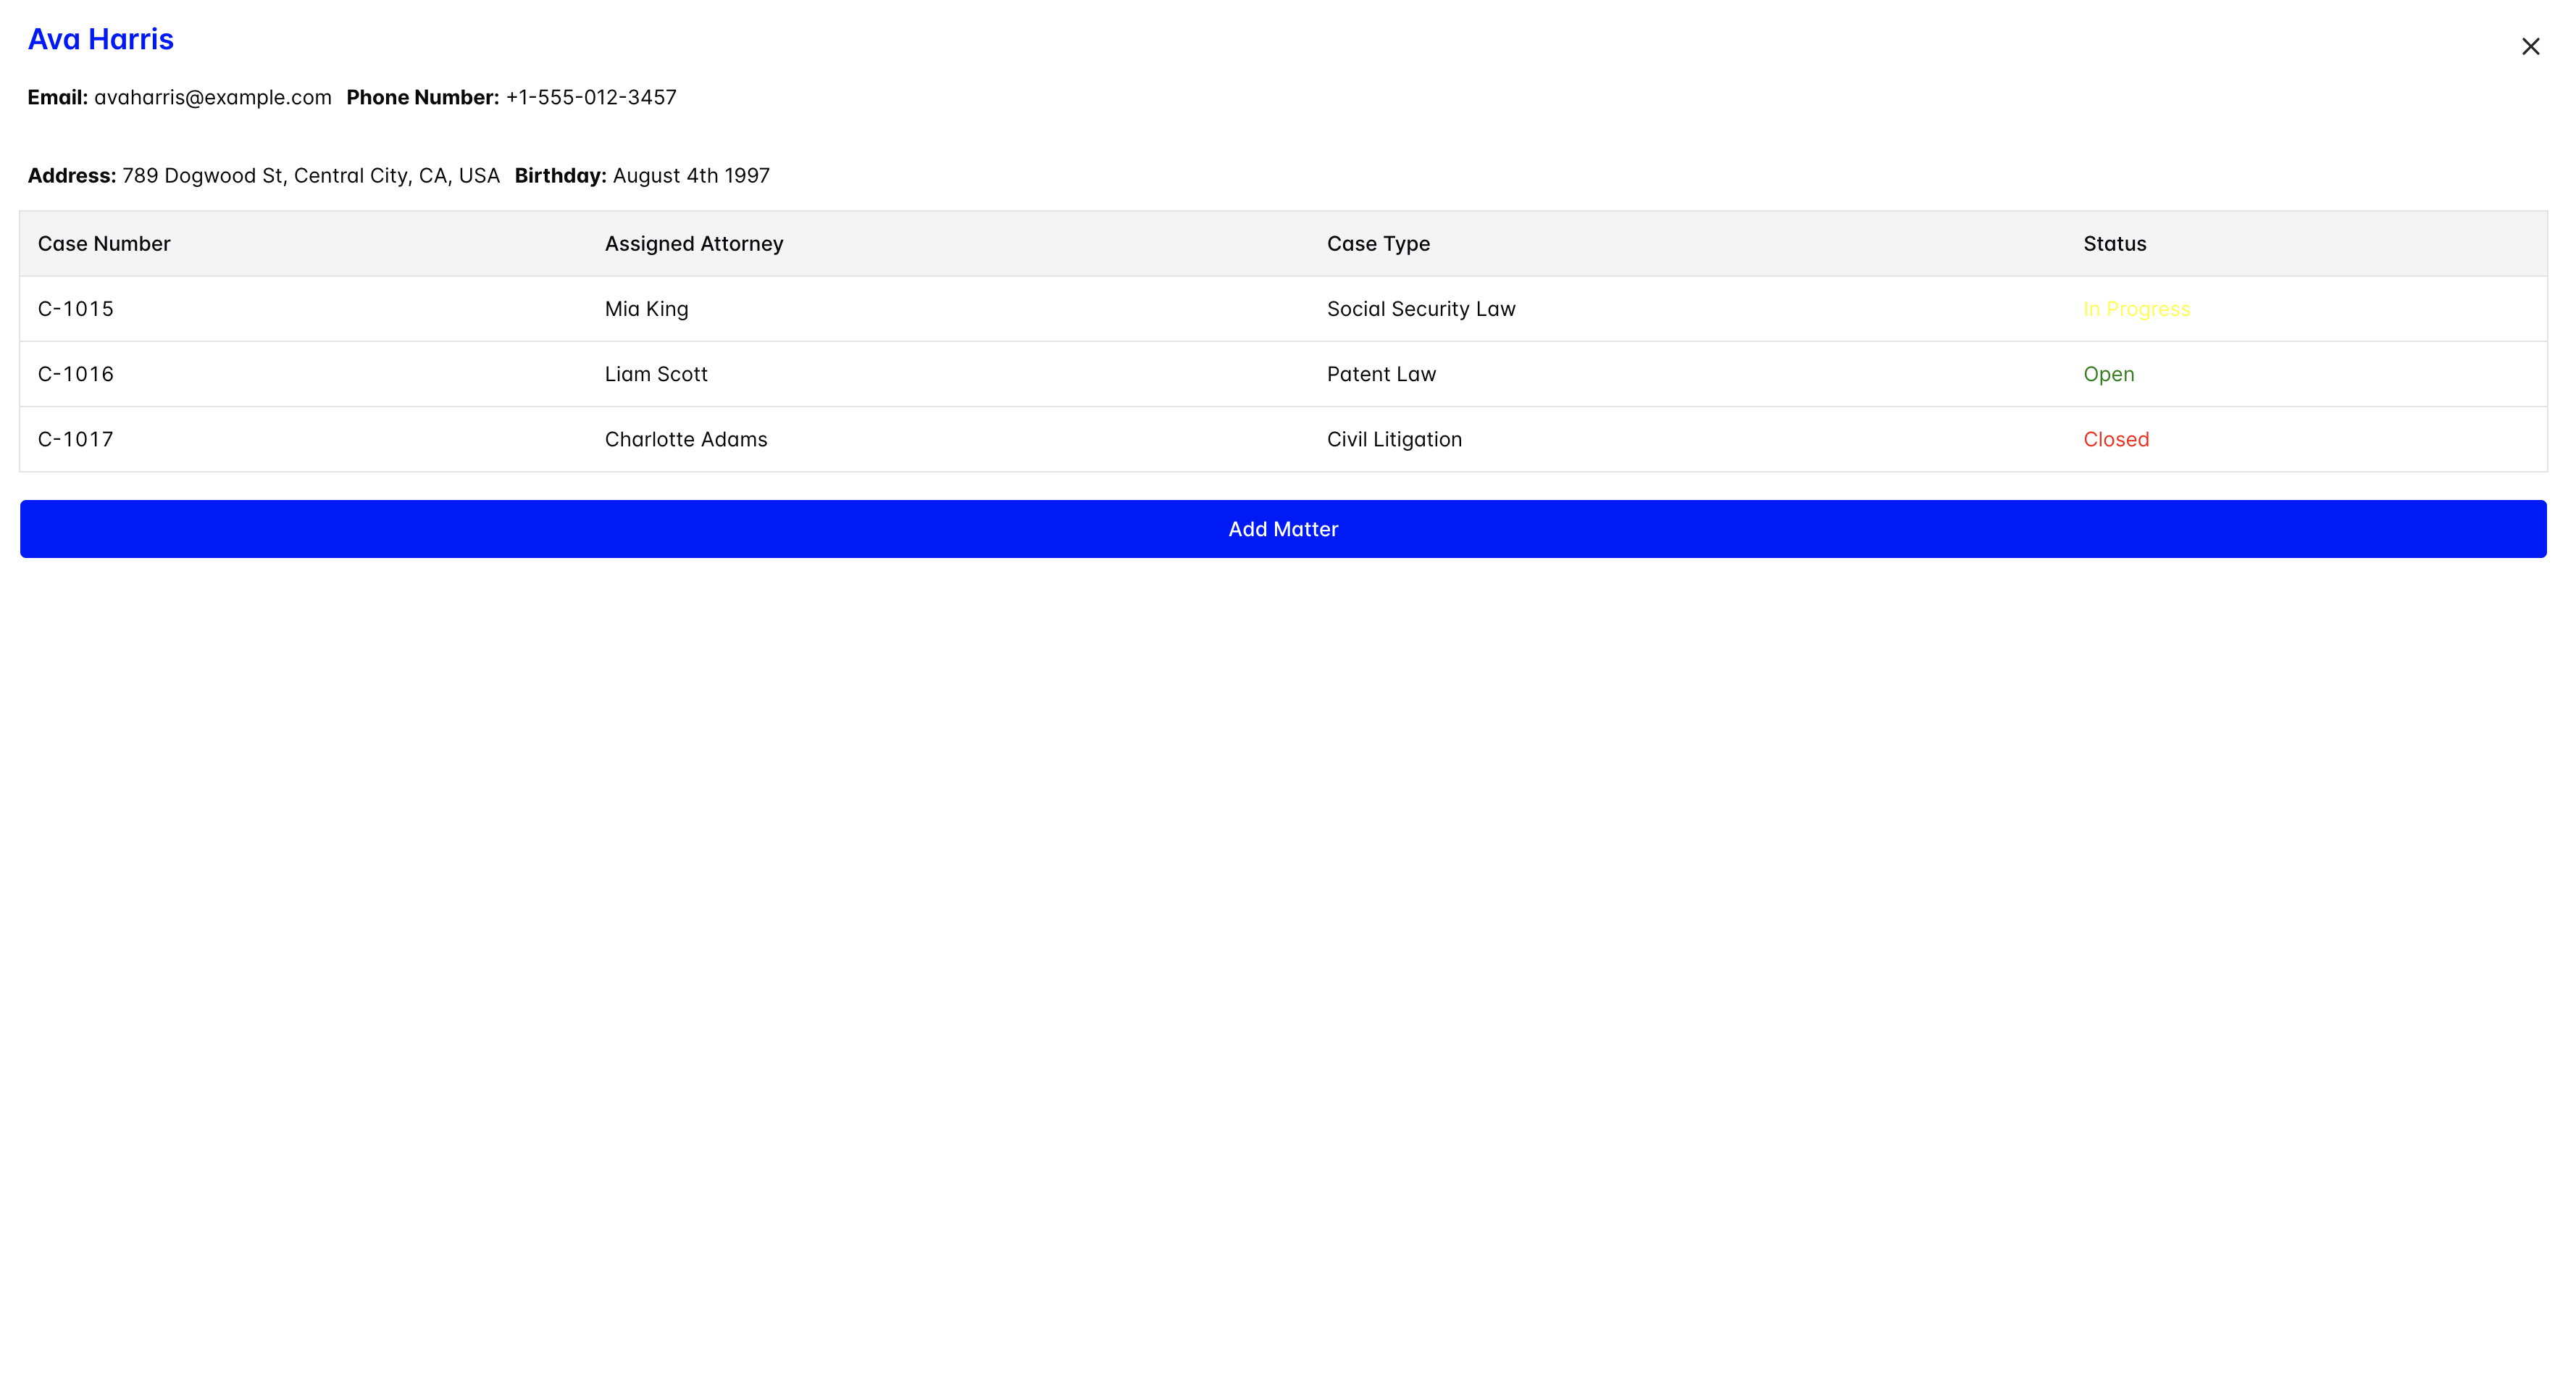 Ava Harris
Email: avaharris@example.com Phone Number: +1-555-012-3457
Address: 789 Dogwood St, Central City, CA, USA Birthday: August 4th 1997
Case Number Assigned Attorney Case Type Status
C-1015 Mia King Social Security Law In Progress
C-1016 Liam Scott Patent Law Open
C-1017 Charlotte Adams Civil Litigation Closed
Add Matter